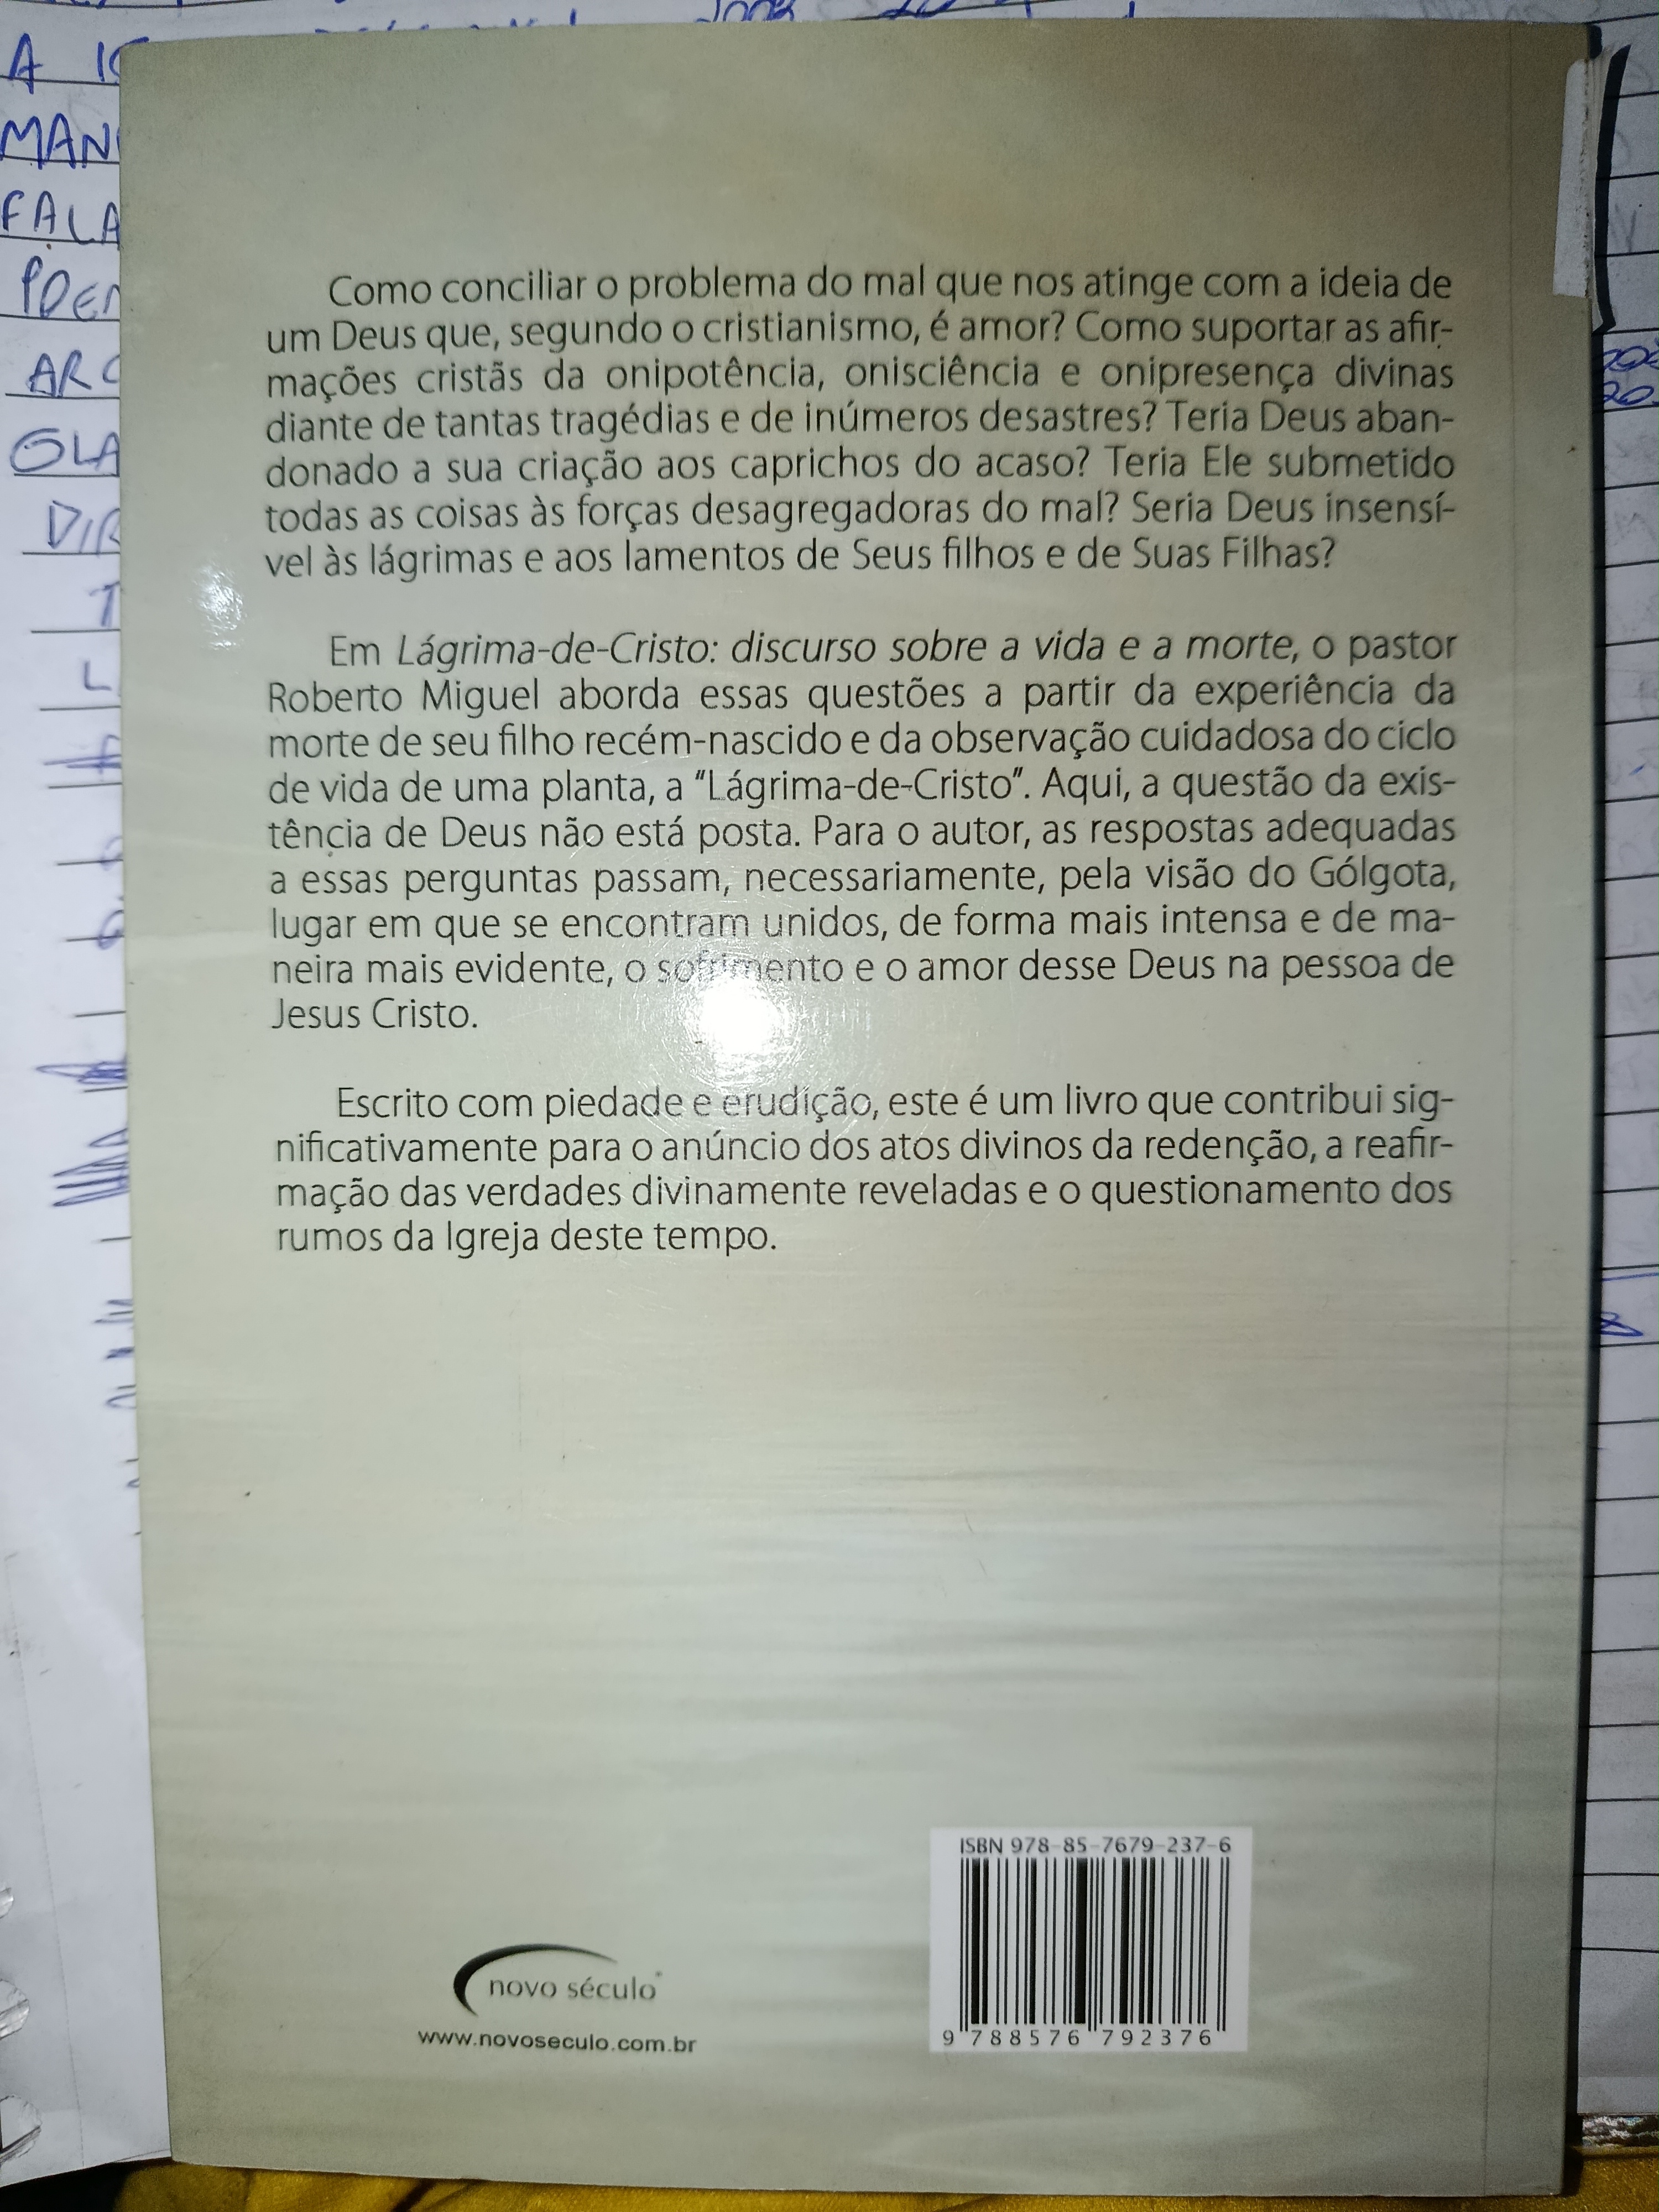 A
MAN
FALA
PDE
ARC
OLA
DIR
Como conciliar o problema do mal que nos atinge com a ideia de
um Deus que, segundo o cristianismo, é amor? Como suportar as afir-
mações cristãs da onipotência, onisciência e onipresença divinas
diante de tantas tragédias e de inúmeros desastres? Teria Deus aban-
donado a sua criação aos caprichos do acaso? Teria Ele submetido
todas as coisas às forças desagregadoras do mal? Seria Deus insensí-
vel às lágrimas e aos lamentos de Seus filhos e de Suas Filhas?
Em Lágrima-de-Cristo: discurso sobre a vida e a morte, o pastor
Roberto Miguel aborda essas questões a partir da experiência da
morte de seu filho recém-nascido e da observação cuidadosa do ciclo
de vida de uma planta, a “Lágrima-de-Cristo”. Aqui, a questão da exis-
tência de Deus não está posta. Para o autor, as respostas adequadas
a essas perguntas passam, necessariamente, pela visão do Gólgota,
lugar em que se encontram unidos, de forma mais intensa e de ma-
neira mais evidente, o sofrimento e o amor desse Deus na pessoa de
Jesus Cristo.
Escrito com piedade e erudição, este é um livro que contribui sig-
nificativamente para o anúncio dos atos divinos da redenção, a reafir-
mação das verdades divinamente reveladas e o questionamento dos
rumos da Igreja deste tempo.
ISBN 978-85-7679-237-6
9 788576 792376
novo século
www.novoseculo.com.br